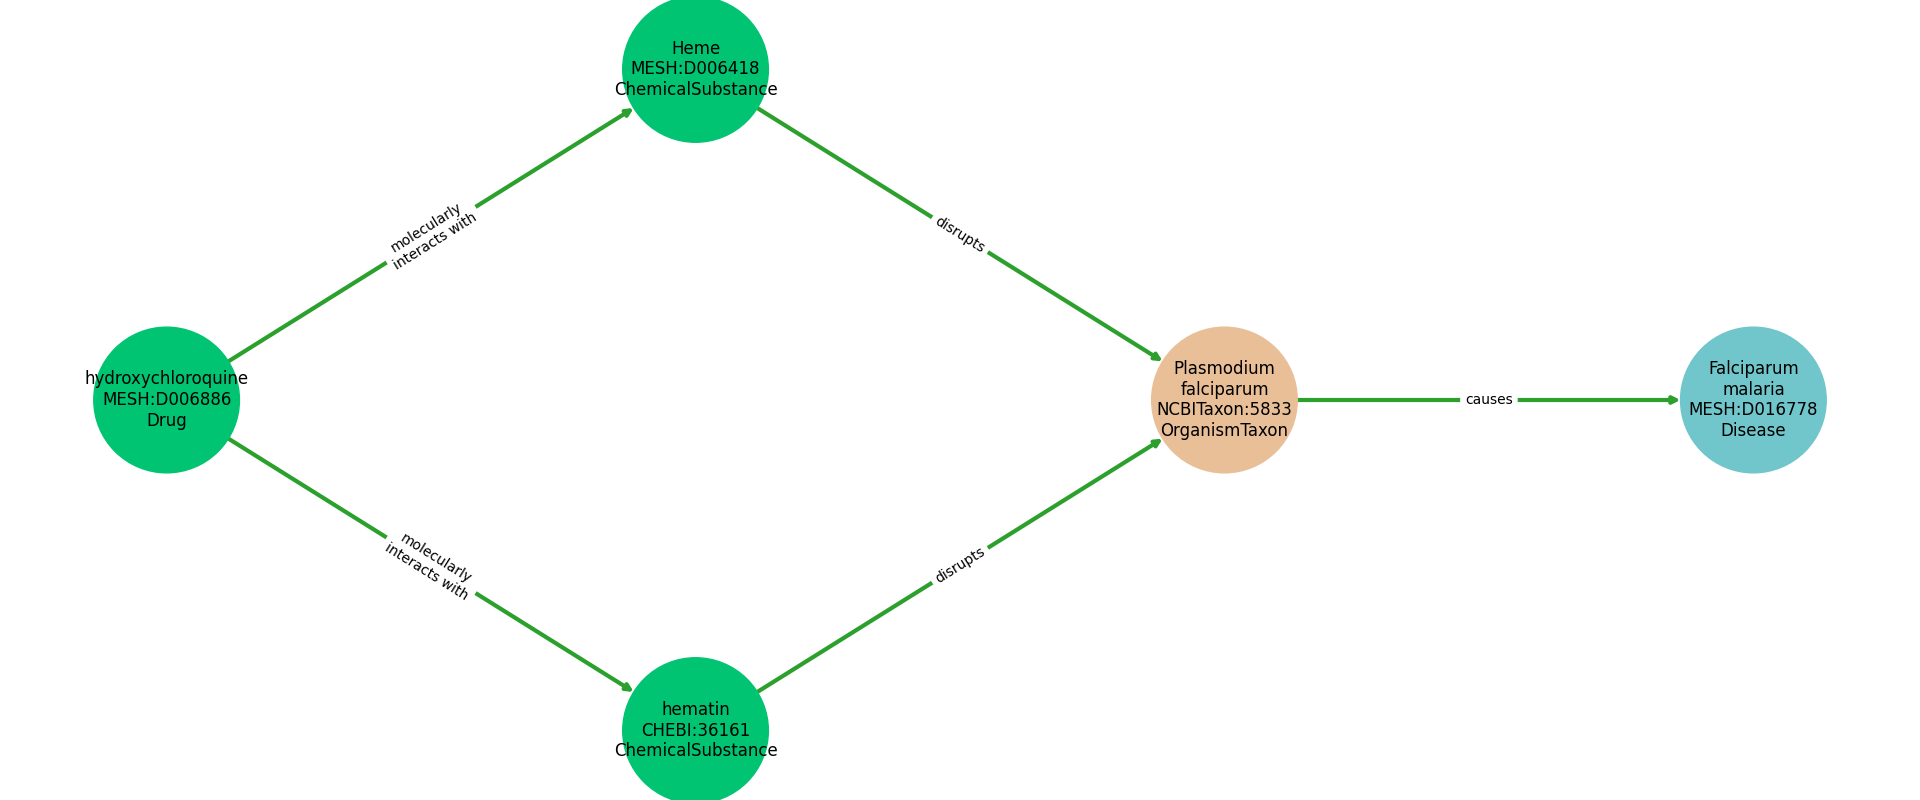 Heme
MESH:D006418
ChemicalSubstance
molecularly
interacts with
disrupts
hydroxychloroquine
MESH:D006886
Drug
Plasmodium
falciparum
NCBITaxon:5833
OrganismTaxon
causes
Falciparum
malaria
MESH:D016778
Disease
molecularly
interacts with
disrupts
hematin
CHEBI:36161
ChemicalSubstance